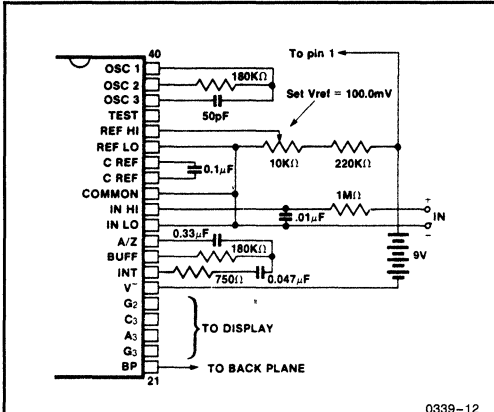 40
OSC 1
OSC 2
OSC 3
TEST
REF HI
REF LO
C REF
C REF
COMMON
IN HI
IN LO
A/Z
BUFF
INT
V⁻
G2
C3
A3
G3
BP
21
To pin 1
180KΩ
50pF
Set Vref = 100.0mV
10KΩ
220KΩ
0.1μF
1MΩ
.01μF
+
IN
−
0.33μF
180KΩ
750Ω
0.047μF
9V
TO DISPLAY
TO BACK PLANE
0339-12